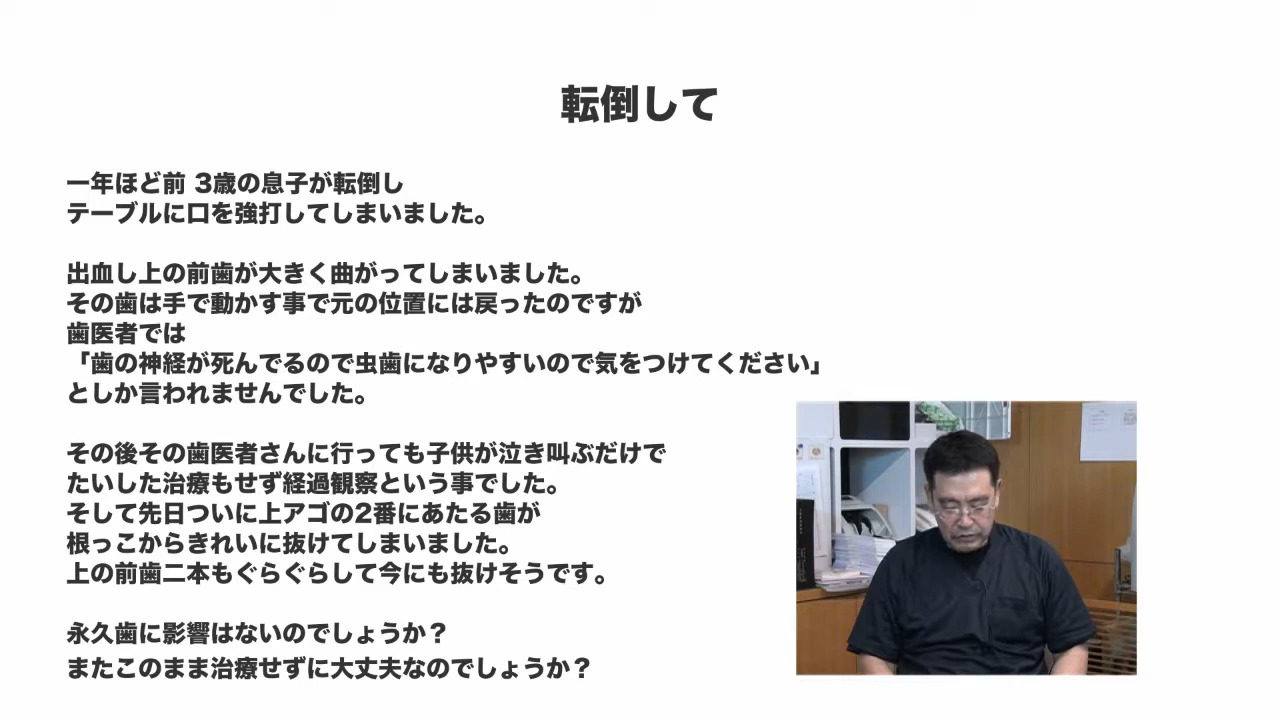 転倒して
一年ほど前 3歳の息子が転倒し
テーブルに口を強打してしまいました。
出血し上の前歯が大きく曲がってしまいました。
その歯は手で動かす事で元の位置には戻ったのですが
歯医者では
「歯の神経が死んでるので虫歯になりやすいので気をつけてください」
としか言われませんでした。
その後その歯医者さんに行っても子供が泣き叫ぶだけで
たいした治療もせず経過観察という事でした。
そして先日ついに上アゴの2番にあたる歯が
根っこからきれいに抜けてしまいました。
上の前歯二本もぐらぐらして今にも抜けそうです。
永久歯に影響はないのでしょうか？
またこのまま治療せずに大丈夫なのでしょうか？